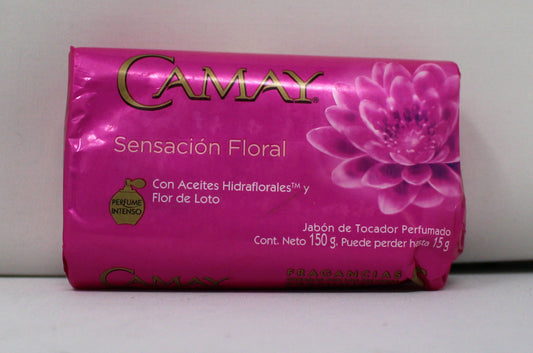 CAMAY®
Sensación Floral
Con Aceites Hidraflorales™ y
Flor de Loto
PERFUME
INTENSO
Jabón de Tocador Perfumado
Cont. Neto 150 g. Puede perder hasta 15 g
CAMAY
FRAGANCIAS